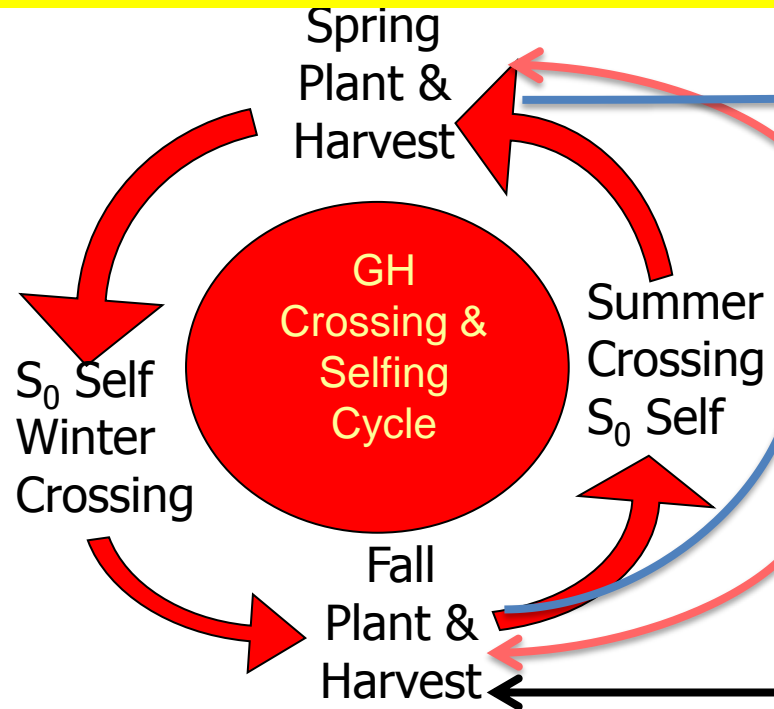 Spring
Plant &
Harvest
GH
Crossing &
Selfing
Cycle
Summer
Crossing
S₀ Self
S₀ Self
Winter
Crossing
Fall
Plant &
Harvest